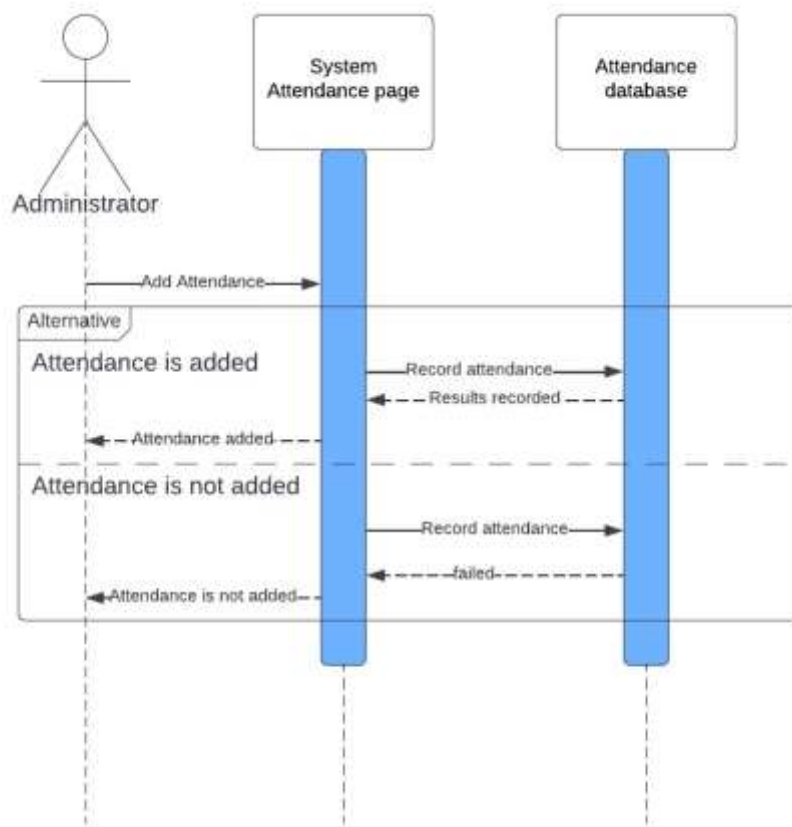 System
Attendance page
Attendance
database
Administrator
Add Attendance
Alternative
Attendance is added
Record attendance
Results recorded
Attendance added
Attendance is not added
Record attendance
failed
Attendance is not added